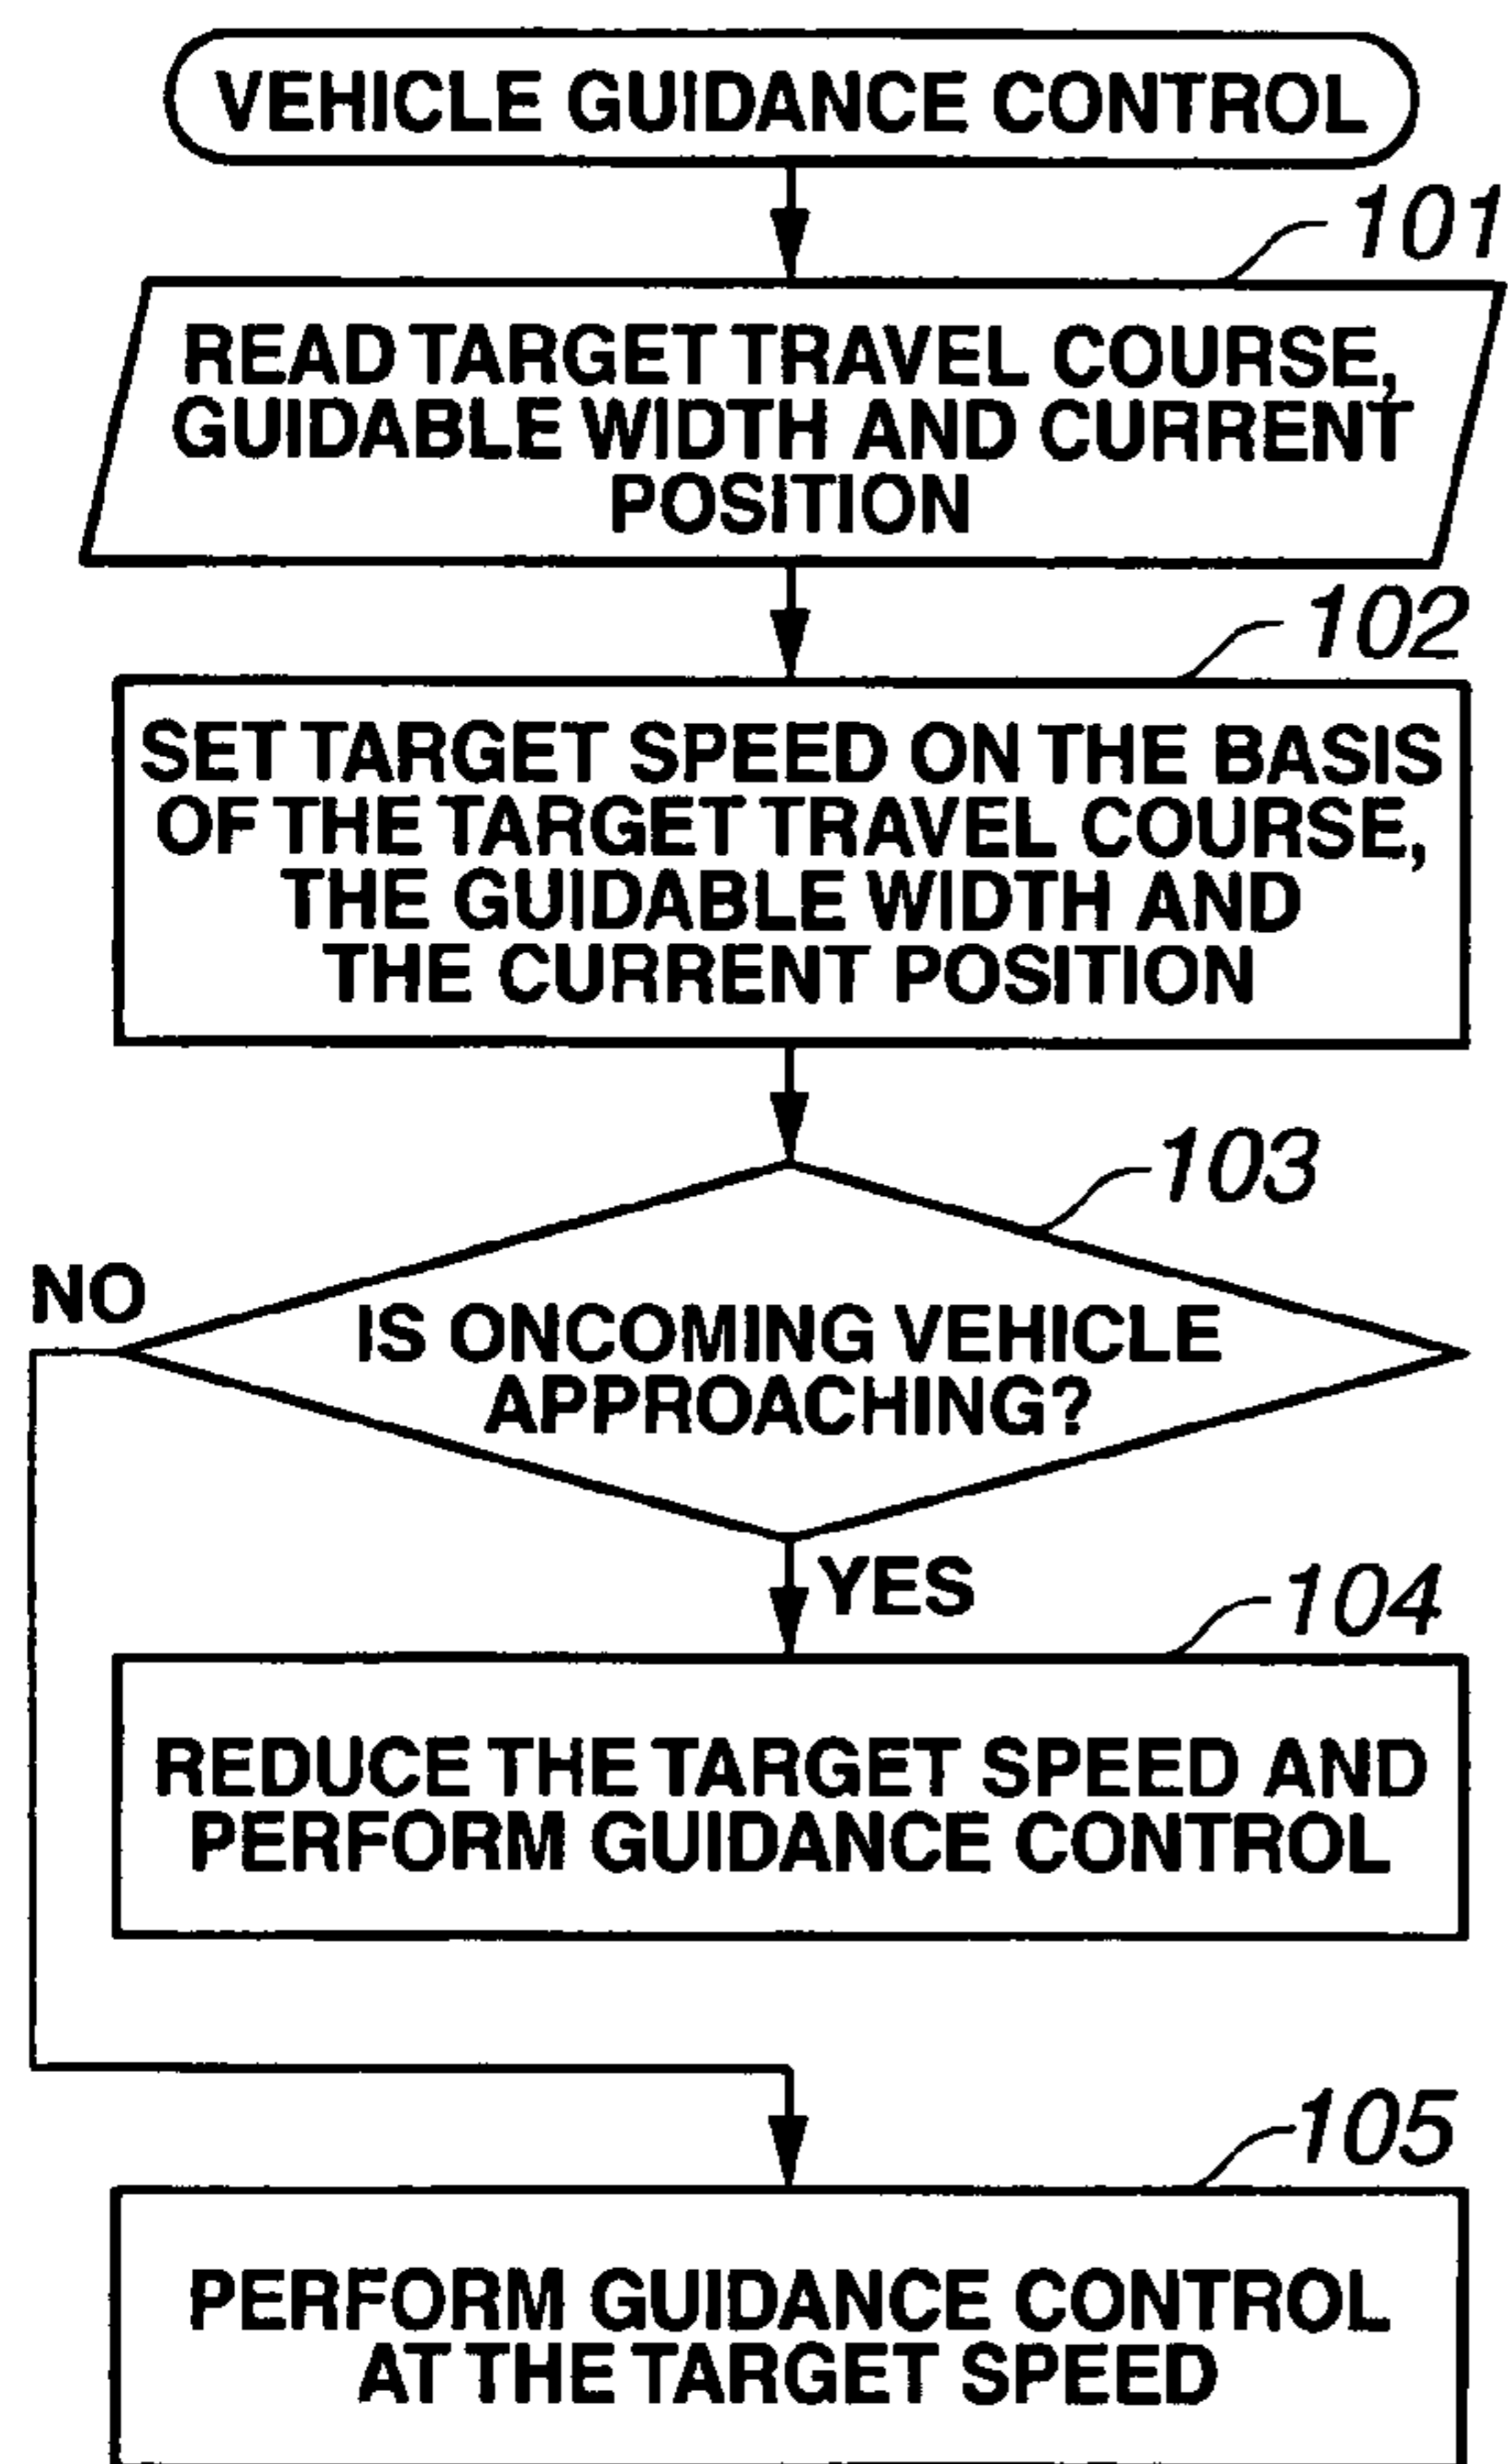 VEHICLE GUIDANCE CONTROL
101
READ TARGET TRAVEL COURSE,
GUIDABLE WIDTH AND CURRENT
POSITION
102
SET TARGET SPEED ON THE BASIS
OF THE TARGET TRAVEL COURSE,
THE GUIDABLE WIDTH AND
THE CURRENT POSITION
103
NO
IS ONCOMING VEHICLE
APPROACHING?
YES
104
REDUCE THE TARGET SPEED AND
PERFORM GUIDANCE CONTROL
105
PERFORM GUIDANCE CONTROL
AT THE TARGET SPEED